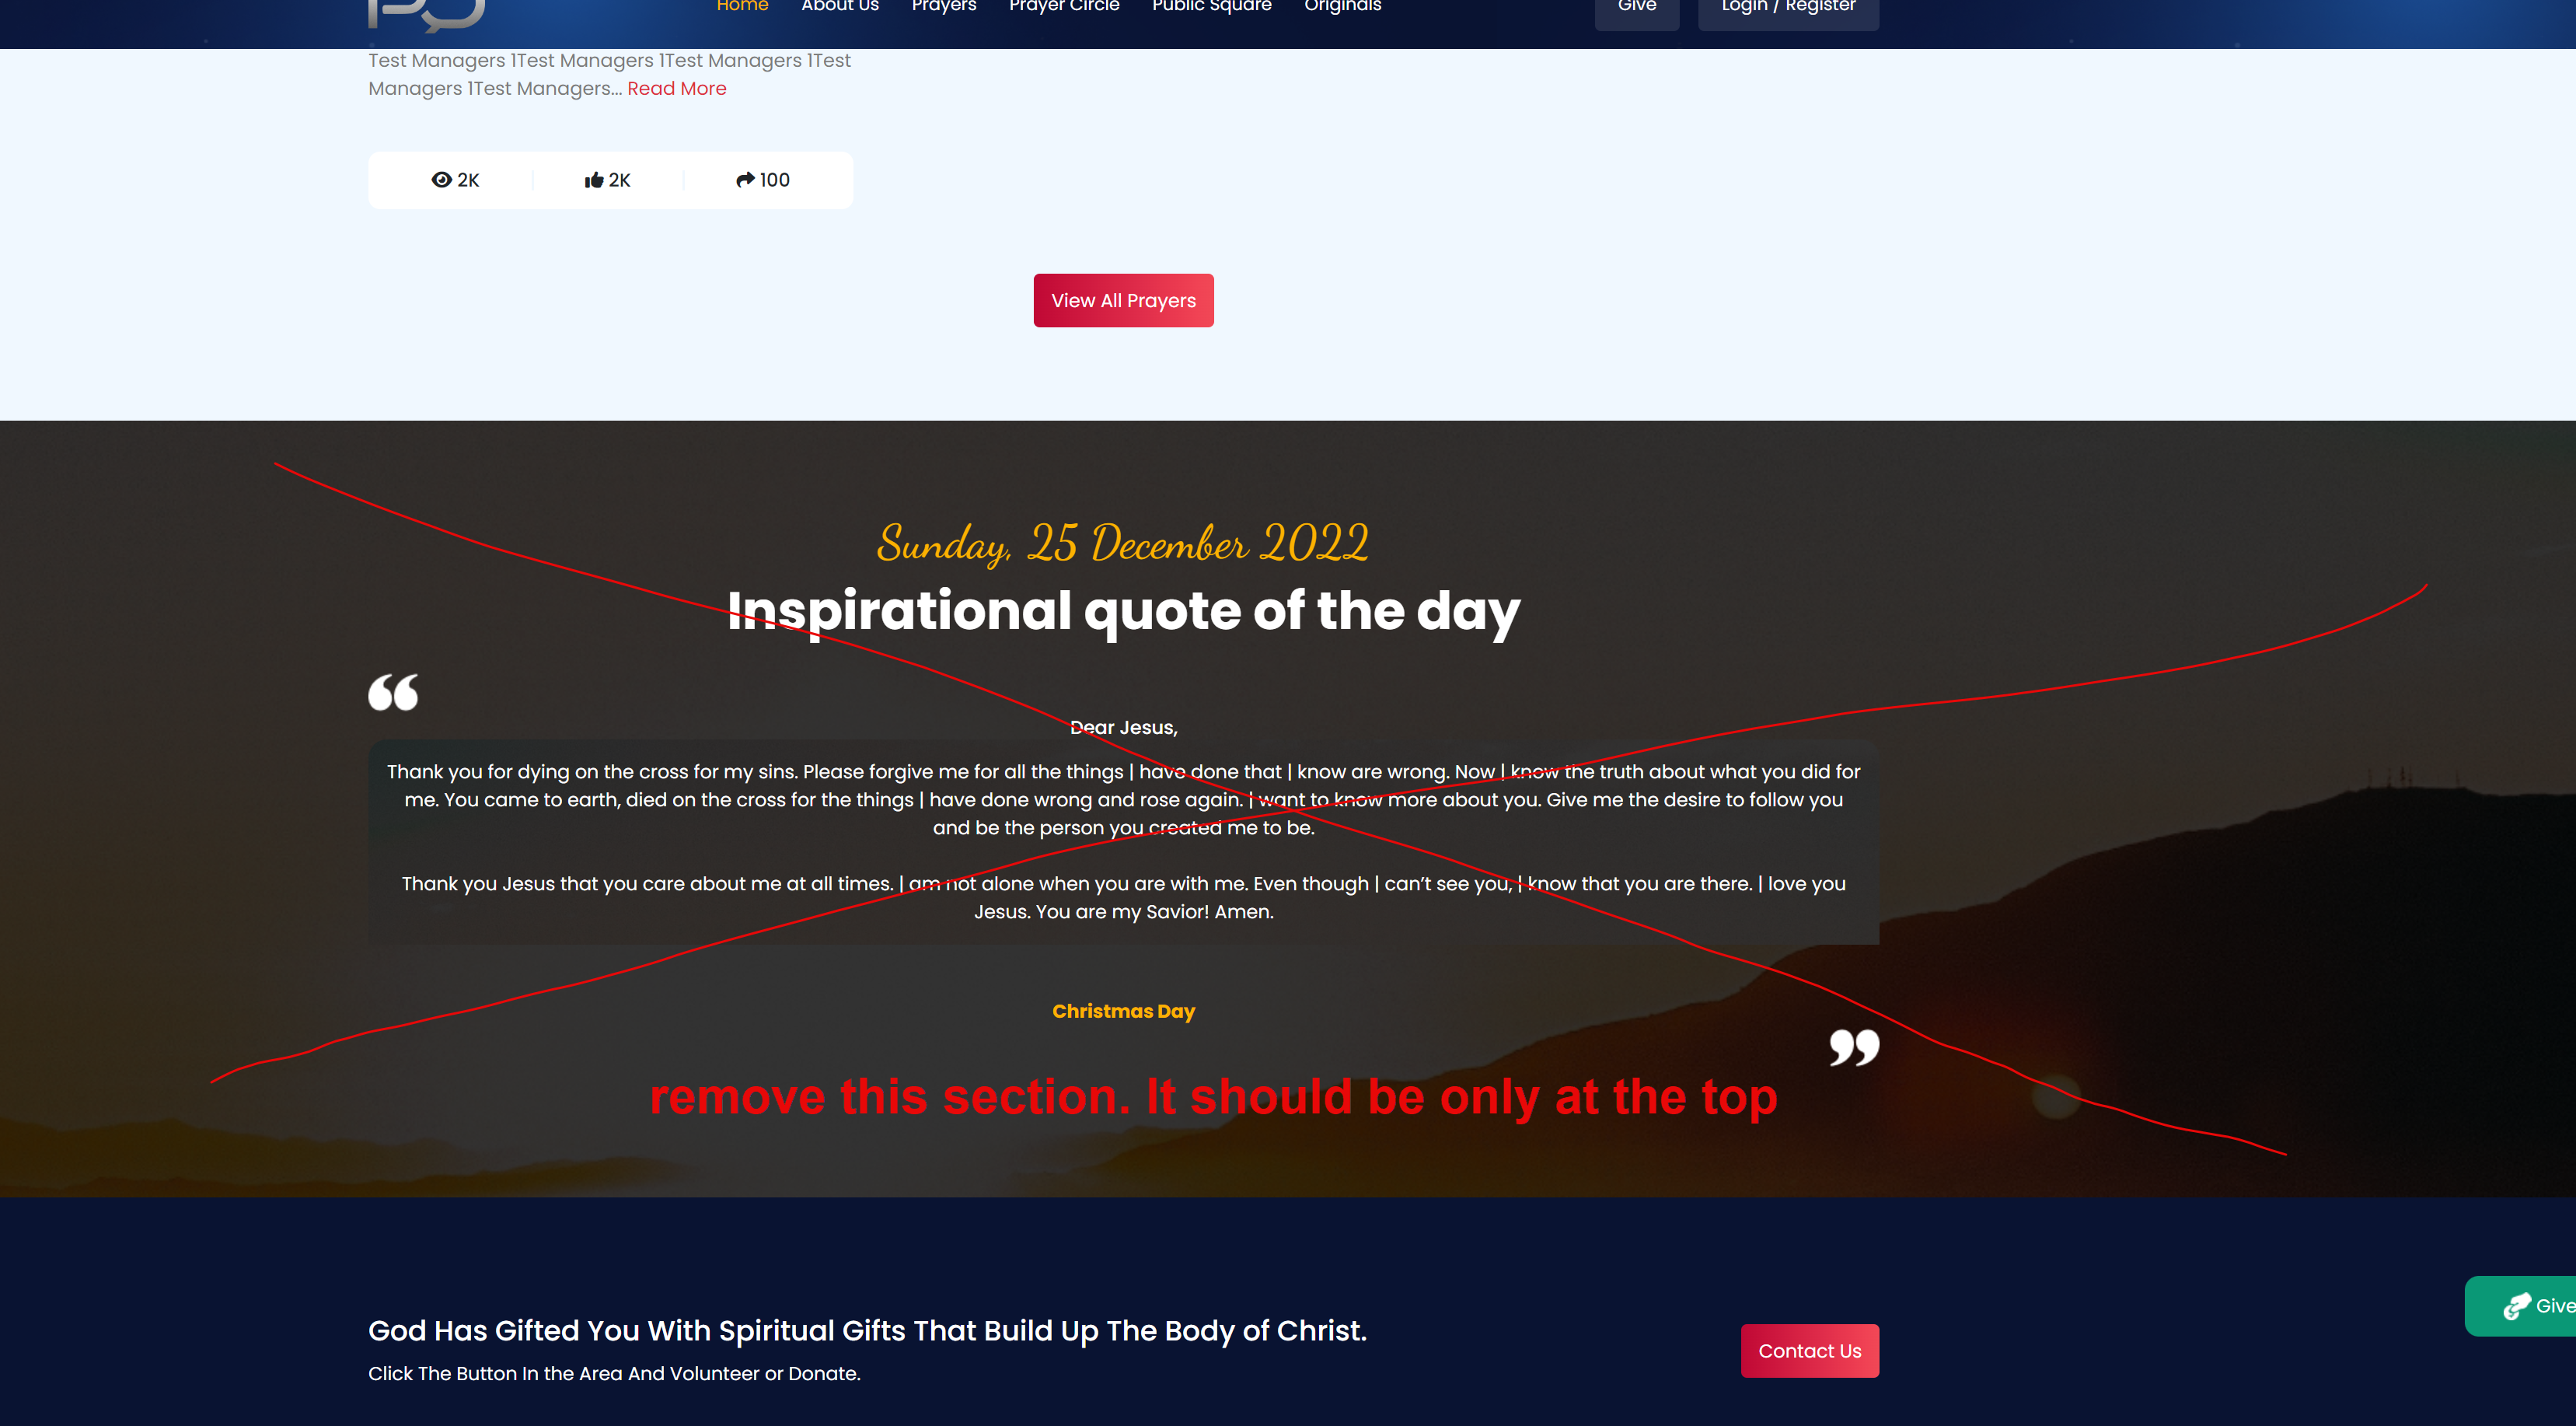 Home About Us Prayers Prayer Circle Public Square Originals Give Login / Register
Test Managers 1Test Managers 1Test Managers 1Test
Managers 1Test Managers... Read More
2K 2K 100
View All Prayers
Sunday, 25 December 2022
Inspirational quote of the day
“
Dear Jesus,
Thank you for dying on the cross for my sins. Please forgive me for all the things | have done that | know are wrong. Now | know the truth about what you did for
me. You came to earth, died on the cross for the things | have done wrong and rose again. | want to know more about you. Give me the desire to follow you
and be the person you created me to be.
Thank you Jesus that you care about me at all times. | am not alone when you are with me. Even though | can’t see you, | know that you are there. | love you
Jesus. You are my Savior! Amen.
Christmas Day
”
remove this section. It should be only at the top
Give
God Has Gifted You With Spiritual Gifts That Build Up The Body of Christ.
Contact Us
Click The Button In the Area And Volunteer or Donate.